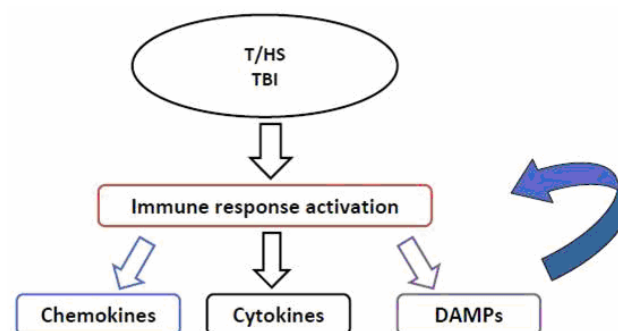 T/HS
TBI
Immune response activation
Chemokines
Cytokines
DAMPs